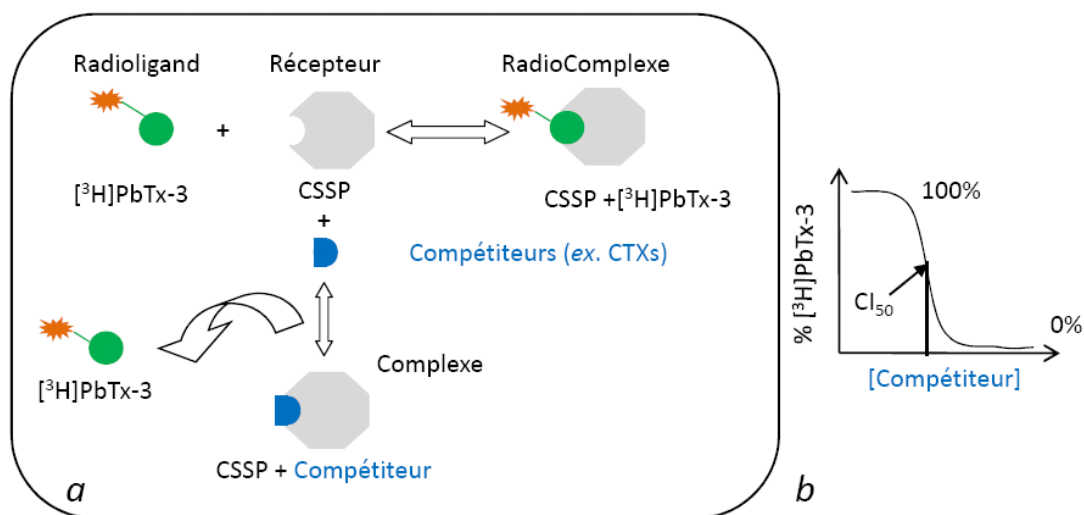 Radioligand
Récepteur
RadioComplexe
+
[³H]PbTx-3
CSSP
CSSP +[³H]PbTx-3
+
Compétiteurs (ex. CTXs)
[³H]PbTx-3
Complexe
CSSP + Compétiteur
a
% [³H]PbTx-3
100%
CI₅₀
0%
[Compétiteur]
b